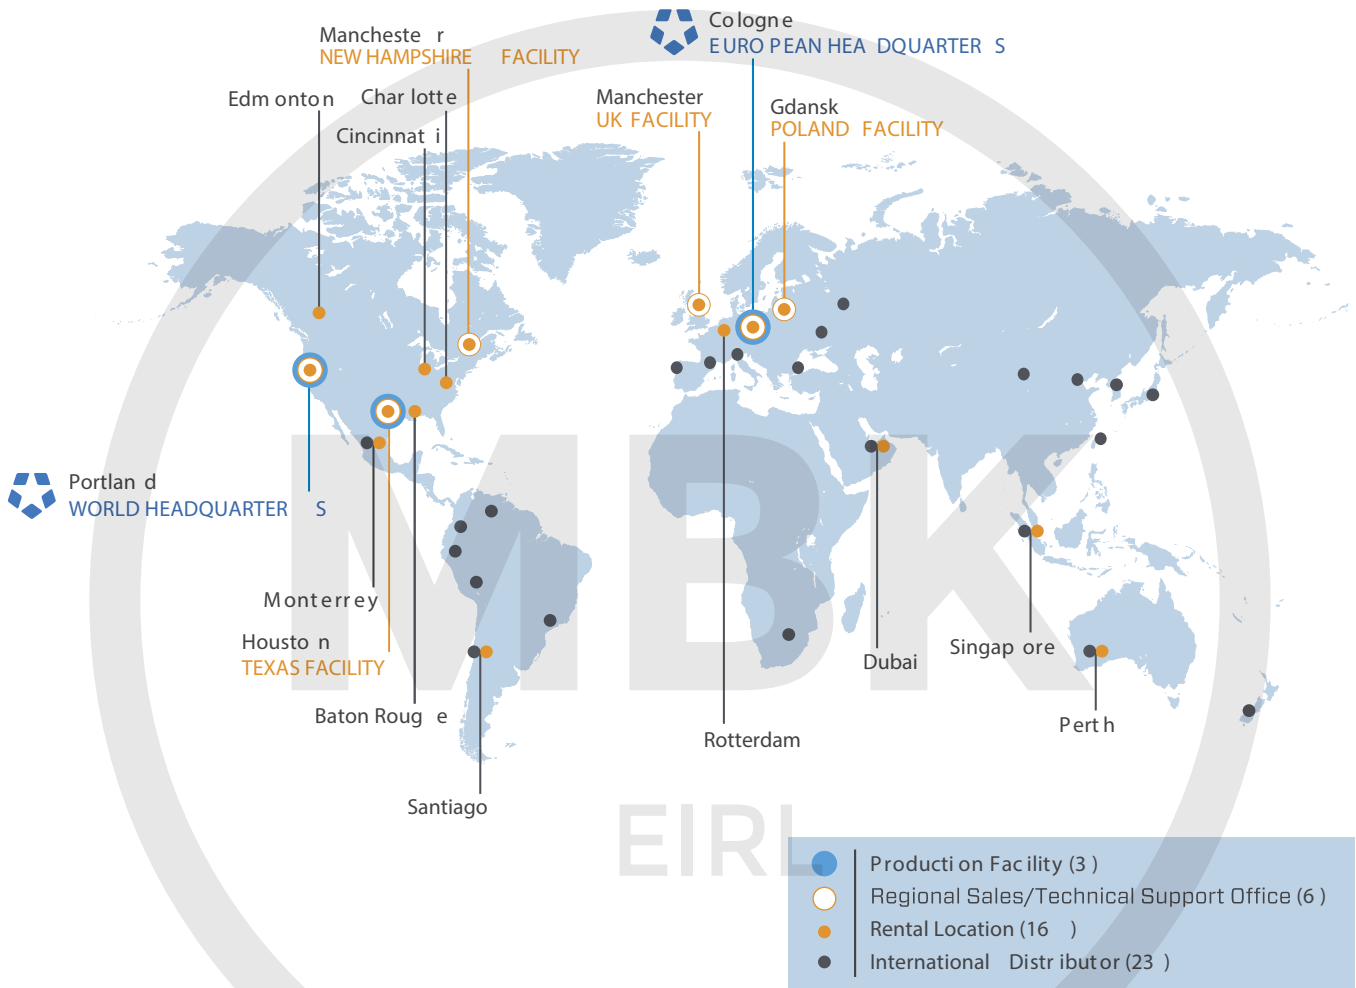 Cologne
EUROPEAN HEADQUARTERS
Manchester
NEW HAMPSHIRE FACILITY
Edmonton
Charlotte
Cincinnati
Manchester
UK FACILITY
Gdansk
POLAND FACILITY
Portland
WORLD HEADQUARTERS
MBK
Monterrey
Houston
TEXAS FACILITY
Baton Rouge
Santiago
Rotterdam
Dubai
Singapore
Perth
EIRL
Production Facility (3)
Regional Sales/Technical Support Office (6)
Rental Location (16)
International Distributor (23)